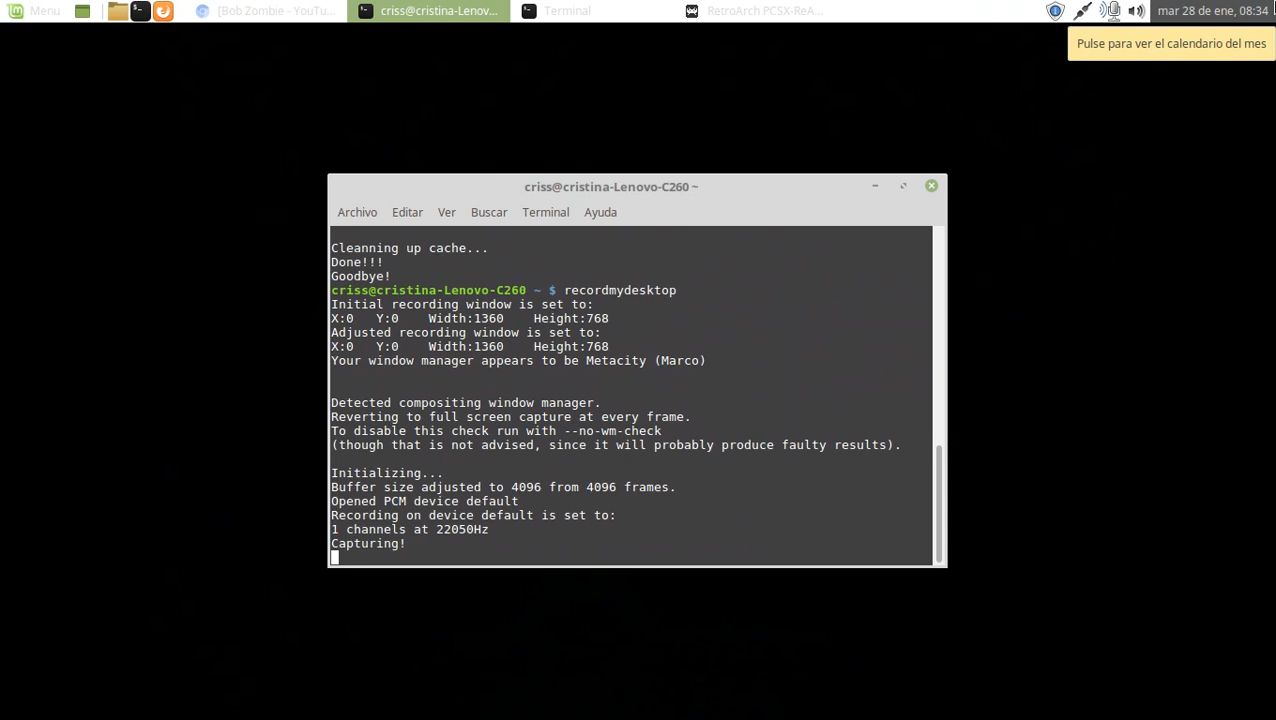 Menu
[Bob Zombie - YouTu...
criss@cristina-Lenov...
Terminal
RetroArch PCSX-ReA...
mar 28 de ene, 08:34
Pulse para ver el calendario del mes
criss@cristina-Lenovo-C260 ~
Archivo Editar Ver Buscar Terminal Ayuda
Cleanning up cache...
Done!!!
Goodbye!
criss@cristina-Lenovo-C260 ~ $ recordmydesktop
Initial recording window is set to:
X:0 Y:0 Width:1360 Height:768
Adjusted recording window is set to:
X:0 Y:0 Width:1360 Height:768
Your window manager appears to be Metacity (Marco)
Detected compositing window manager.
Reverting to full screen capture at every frame.
To disable this check run with --no-wm-check
(though that is not advised, since it will probably produce faulty results).
Initializing...
Buffer size adjusted to 4096 from 4096 frames.
Opened PCM device default
Recording on device default is set to:
1 channels at 22050Hz
Capturing!